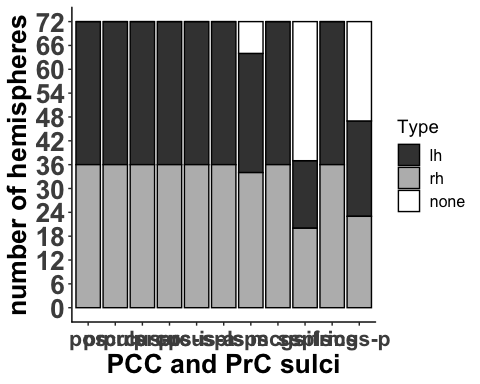 number of hemispheres
72
66
60
54
48
42
36
30
24
18
12
6
0
Type
lh
rh
none
PCC and PrC sulci